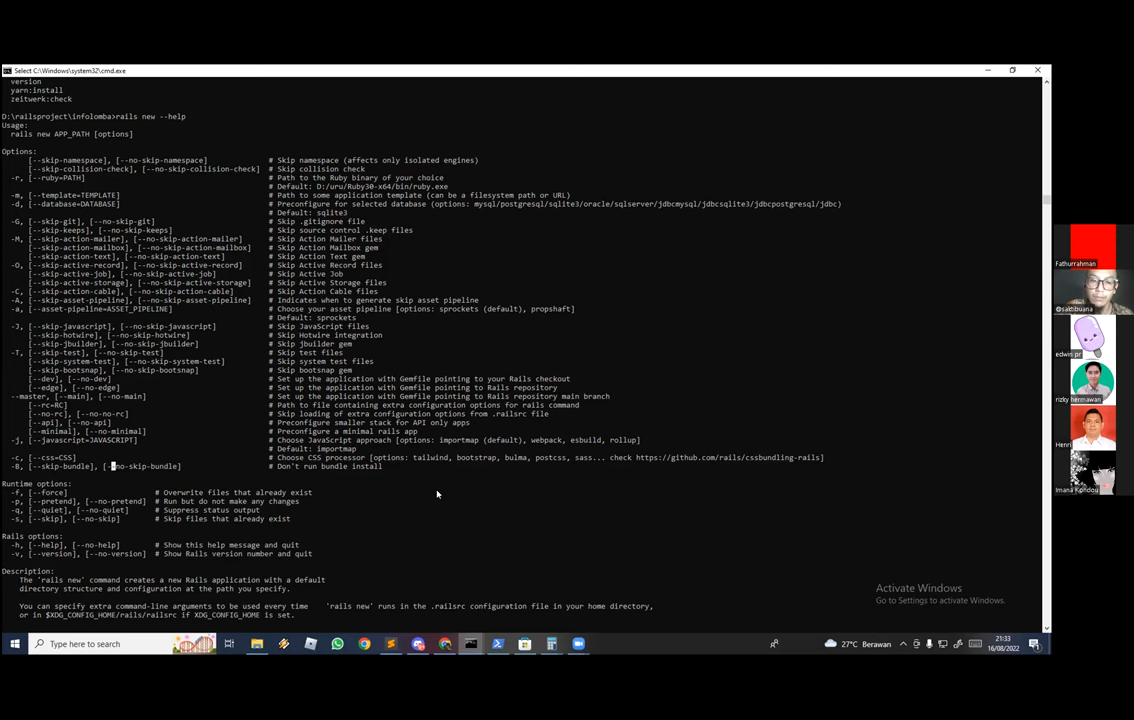 Select C:\Windows\system32\cmd.exe
version
yarn:install
zeitwerk:check
D:\railsproject\infolomba>rails new --help
Usage:
rails new APP_PATH [options]
Options:
[--skip-namespace], [--no-skip-namespace] # Skip namespace (affects only isolated engines)
[--skip-collision-check], [--no-skip-collision-check] # Skip collision check
-r, [--ruby=PATH] # Path to the Ruby binary of your choice
# Default: D:/uru/Ruby30-x64/bin/ruby.exe
-m, [--template=TEMPLATE] # Path to some application template (can be a filesystem path or URL)
-d, [--database=DATABASE] # Preconfigure for selected database (options: mysql/postgresql/sqlite3/oracle/sqlserver/jdbcmysql/jdbcsqlite3/jdbcpostgresql/jdbc)
# Default: sqlite3
-G, [--skip-git], [--no-skip-git] # Skip .gitignore file
[--skip-keeps], [--no-skip-keeps] # Skip source control .keep files
-M, [--skip-action-mailer], [--no-skip-action-mailer] # Skip Action Mailer files
[--skip-action-mailbox], [--no-skip-action-mailbox] # Skip Action Mailbox gem
[--skip-action-text], [--no-skip-action-text] # Skip Action Text gem
-O, [--skip-active-record], [--no-skip-active-record] # Skip Active Record files
[--skip-active-job], [--no-skip-active-job] # Skip Active Job
[--skip-active-storage], [--no-skip-active-storage] # Skip Active Storage files
-C, [--skip-action-cable], [--no-skip-action-cable] # Skip Action Cable files
-A, [--skip-asset-pipeline], [--no-skip-asset-pipeline] # Indicates when to generate skip asset pipeline
-a, [--asset-pipeline=ASSET_PIPELINE] # Choose your asset pipeline [options: sprockets (default), propshaft]
# Default: sprockets
-J, [--skip-javascript], [--no-skip-javascript] # Skip JavaScript files
[--skip-hotwire], [--no-skip-hotwire] # Skip Hotwire integration
[--skip-jbuilder], [--no-skip-jbuilder] # Skip jbuilder gem
-T, [--skip-test], [--no-skip-test] # Skip test files
[--skip-system-test], [--no-skip-system-test] # Skip system test files
[--skip-bootsnap], [--no-skip-bootsnap] # Skip bootsnap gem
[--dev], [--no-dev] # Set up the application with Gemfile pointing to your Rails checkout
[--edge], [--no-edge] # Set up the application with Gemfile pointing to Rails repository
--master, [--main], [--no-main] # Set up the application with Gemfile pointing to Rails repository main branch
[--rc=RC] # Path to file containing extra configuration options for rails command
[--no-rc], [--no-no-rc] # Skip loading of extra configuration options from .railsrc file
[--api], [--no-api] # Preconfigure smaller stack for API only apps
[--minimal], [--no-minimal] # Preconfigure a minimal rails app
-j, [--javascript=JAVASCRIPT] # Choose JavaScript approach [options: importmap (default), webpack, esbuild, rollup]
# Default: importmap
-c, [--css=CSS] # Choose CSS processor [options: tailwind, bootstrap, bulma, postcss, sass... check https://github.com/rails/cssbundling-rails]
-B, [--skip-bundle], [--no-skip-bundle] # Don't run bundle install
Runtime options:
-f, [--force] # Overwrite files that already exist
-p, [--pretend], [--no-pretend] # Run but do not make any changes
-q, [--quiet], [--no-quiet] # Suppress status output
-s, [--skip], [--no-skip] # Skip files that already exist
Rails options:
-h, [--help], [--no-help] # Show this help message and quit
-v, [--version], [--no-version] # Show Rails version number and quit
Description:
The 'rails new' command creates a new Rails application with a default
directory structure and configuration at the path you specify.
You can specify extra command-line arguments to be used every time
'rails new' runs in the .railsrc configuration file in your home directory,
or in $XDG_CONFIG_HOME/rails/railsrc if XDG_CONFIG_HOME is set.
Activate Windows
Go to Settings to activate Windows.
Type here to search
27°C Berawan
21:33
16/08/2022
Fathurrahman
@saktibuana
edwin pr
rizky hermawan
Henri
Imana Kondou